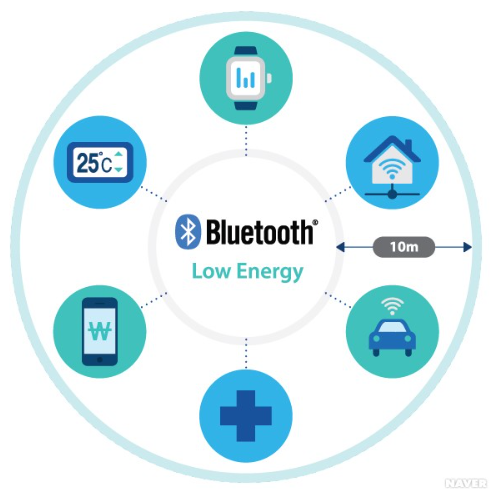 25°C
Bluetooth®
Low Energy
10m
₩
NAVER